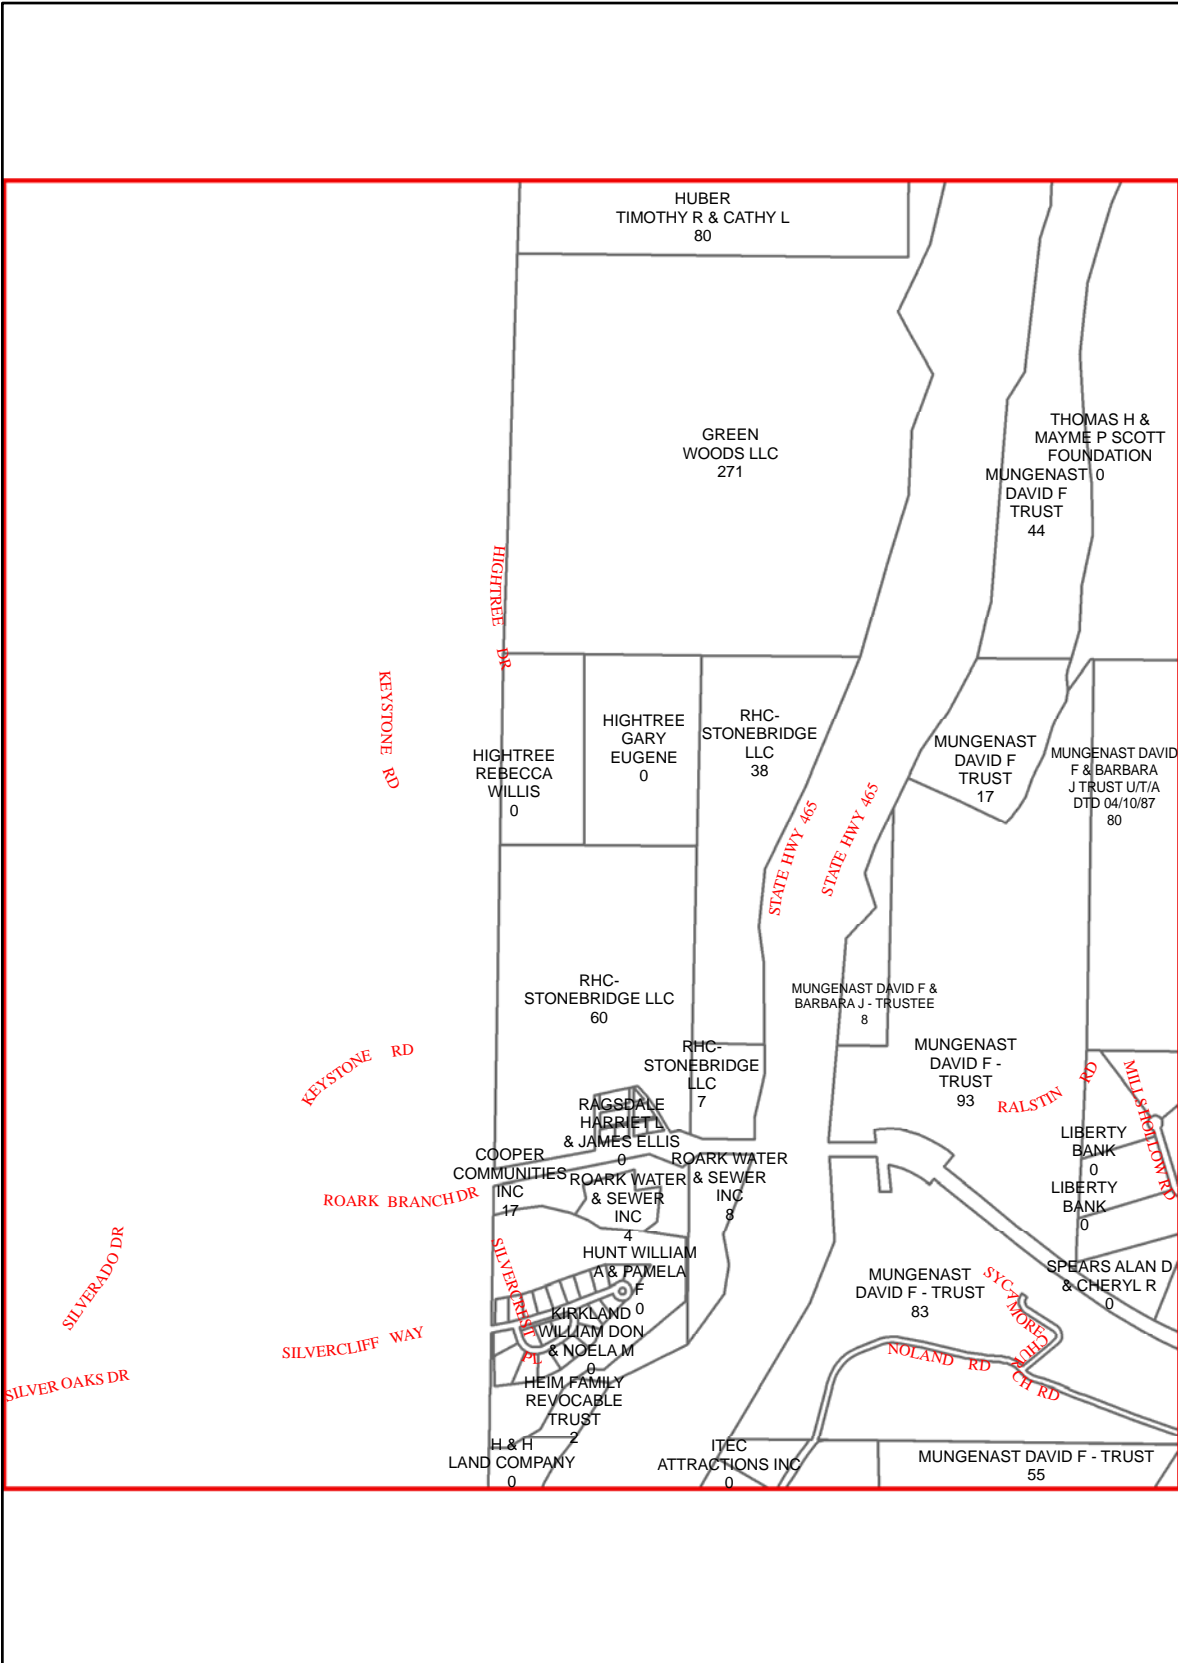 HUBER
TIMOTHY R & CATHY L
80
GREEN
WOODS LLC
271
THOMAS H &
MAYME P SCOTT
FOUNDATION
0
MUNGENAST
DAVID F
TRUST
44
HIGHTREE DR
KEYSTONE RD
HIGHTREE
REBECCA
WILLIS
0
HIGHTREE
GARY
EUGENE
0
RHC-
STONEBRIDGE
LLC
38
MUNGENAST
DAVID F
TRUST
17
MUNGENAST DAVID
F & BARBARA
J TRUST U/T/A
DTD 04/10/87
80
STATE HWY 465
STATE HWY 465
RHC-
STONEBRIDGE LLC
60
MUNGENAST DAVID F &
BARBARA J - TRUSTEE
8
KEYSTONE RD
RHC-
STONEBRIDGE
LLC
7
MUNGENAST
DAVID F -
TRUST
93
RALSTIN RD
MILLS HOLLOW RD
RAGSDALE
HARRIET L
& JAMES ELLIS
0
LIBERTY
BANK
0
LIBERTY
BANK
0
COOPER
COMMUNITIES
INC
17
ROARK WATER
& SEWER
INC
4
ROARK WATER
& SEWER
INC
8
ROARK BRANCH DR
SILVERADO DR
SILVERCREST PL
HUNT WILLIAM
A & PAMELA
F
0
MUNGENAST
DAVID F - TRUST
83
SPEARS ALAN D
& CHERYL R
0
SYCAMORE CHURCH RD
KIRKLAND
WILLIAM DON
& NOELA M
0
SILVERCLIFF WAY
NOLAND RD
SILVER OAKS DR
HEIM FAMILY
REVOCABLE
TRUST
2
H & H
LAND COMPANY
0
ITEC
ATTRACTIONS INC
0
MUNGENAST DAVID F - TRUST
55